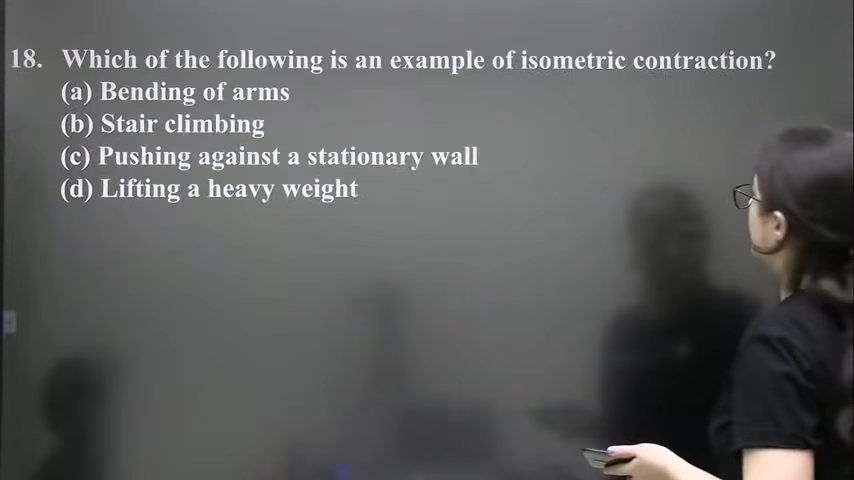 18. Which of the following is an example of isometric contraction?
(a) Bending of arms
(b) Stair climbing
(c) Pushing against a stationary wall
(d) Lifting a heavy weight